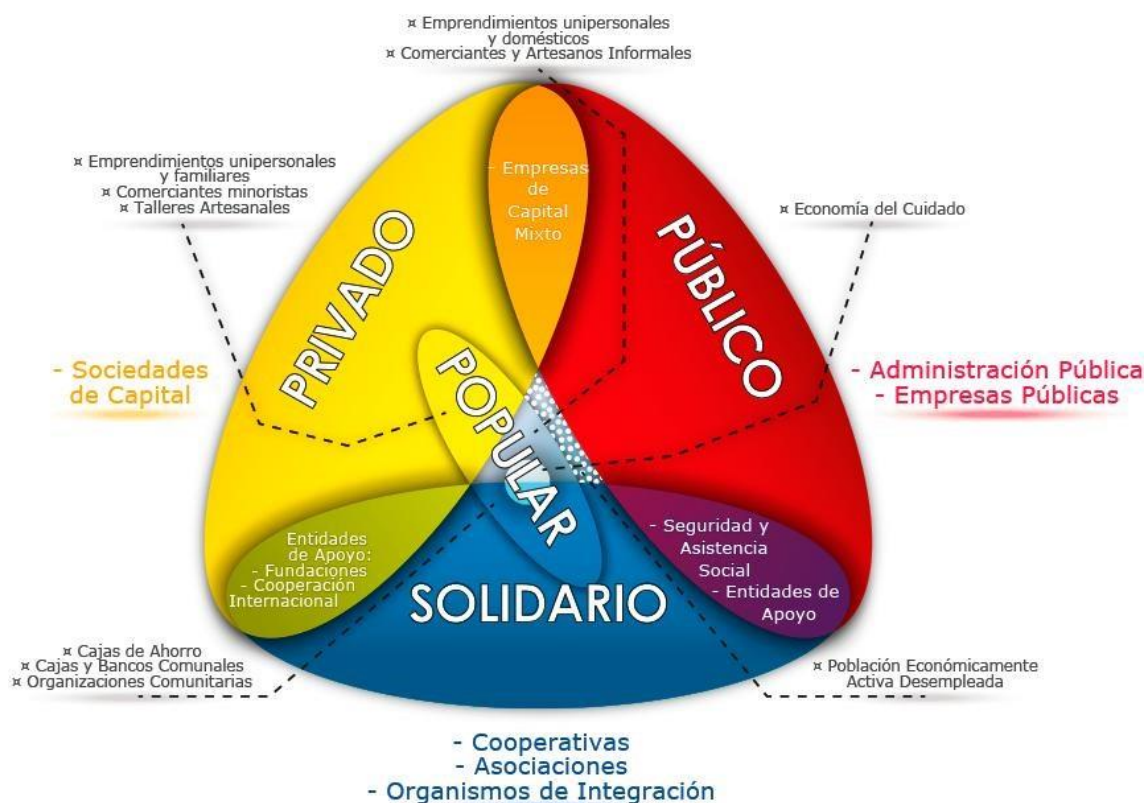 ¤ Emprendimientos unipersonales
y domésticos
¤ Comerciantes y Artesanos Informales
¤ Emprendimientos unipersonales
y familiares
¤ Comerciantes minoristas
¤ Talleres Artesanales
- Empresas
de
Capital
Mixto
¤ Economía del Cuidado
PRIVADO
PÚBLICO
- Sociedades
de Capital
POPULAR
- Administración Pública
- Empresas Públicas
Entidades
de Apoyo:
- Fundaciones
- Cooperación
Internacional
- Seguridad y
Asistencia
Social
- Entidades de
Apoyo
SOLIDARIO
¤ Cajas de Ahorro
¤ Cajas y Bancos Comunales
¤ Organizaciones Comunitarias
¤ Población Económicamente
Activa Desempleada
- Cooperativas
- Asociaciones
- Organismos de Integración